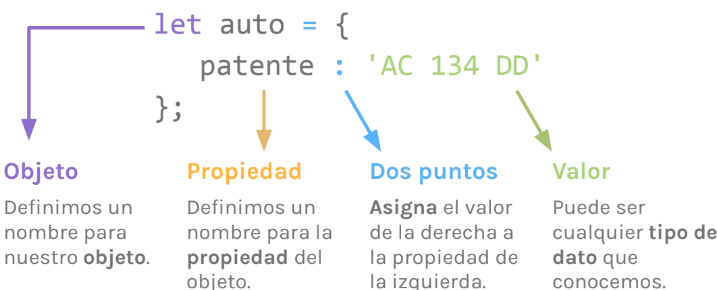 let auto = {
patente : 'AC 134 DD'
};
Objeto
Definimos un
nombre para
nuestro objeto.
Propiedad
Definimos un
nombre para la
propiedad del
objeto.
Dos puntos
Asigna el valor
de la derecha a
la propiedad de
la izquierda.
Valor
Puede ser
cualquier tipo de
dato que
conocemos.